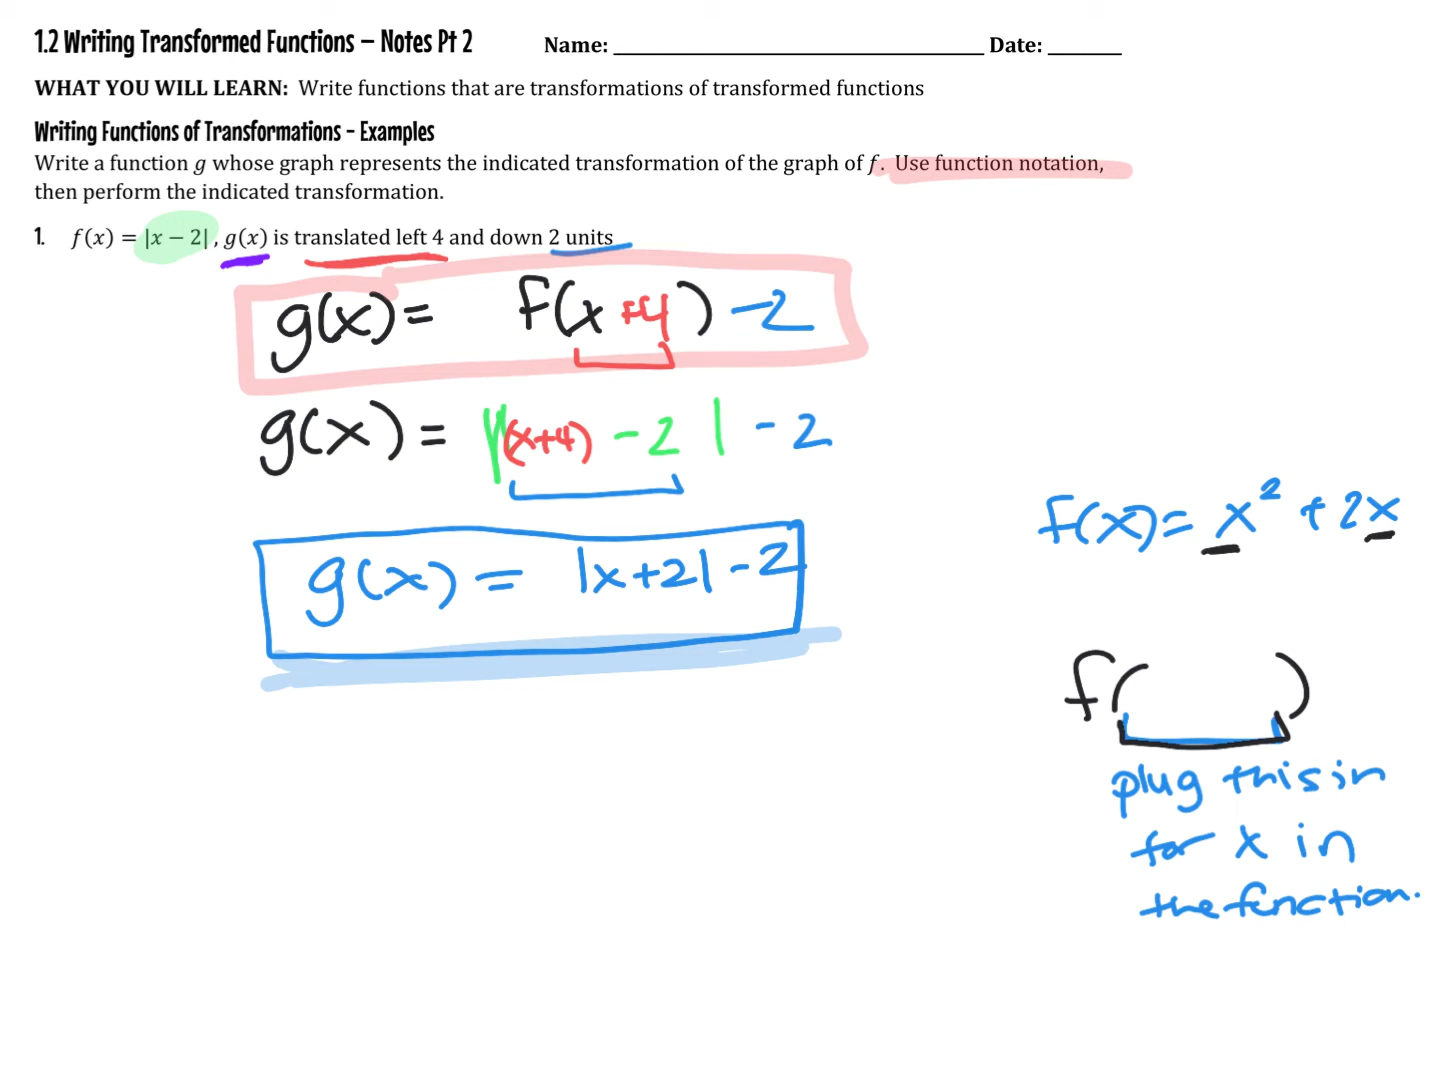 1.2 Writing Transformed Functions – Notes Pt 2 Name: ____________________ Date: ______
WHAT YOU WILL LEARN: Write functions that are transformations of transformed functions
Writing Functions of Transformations - Examples
Write a function g whose graph represents the indicated transformation of the graph of f. Use function notation,
then perform the indicated transformation.
1. f(x) = |x − 2|, g(x) is translated left 4 and down 2 units
g(x) = f(x+4) -2
g(x) = |(x+4) - 2 | - 2
g(x) = |x+2| - 2
f(x) = x² + 2x
f( )
plug this in
for x in
the function.